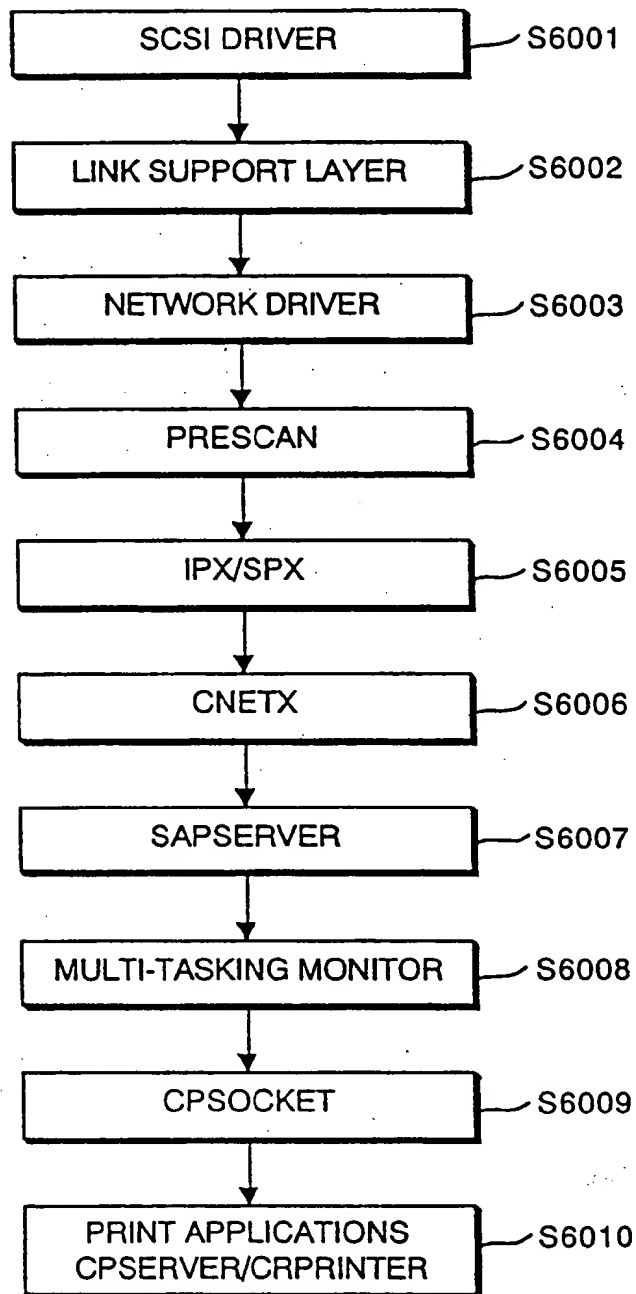 SCSI DRIVER
S6001
LINK SUPPORT LAYER
S6002
NETWORK DRIVER
S6003
PRESCAN
S6004
IPX/SPX
S6005
CNETX
S6006
SAPSERVER
S6007
MULTI-TASKING MONITOR
S6008
CPSOCKET
S6009
PRINT APPLICATIONS
CPSERVER/CRPRINTER
S6010